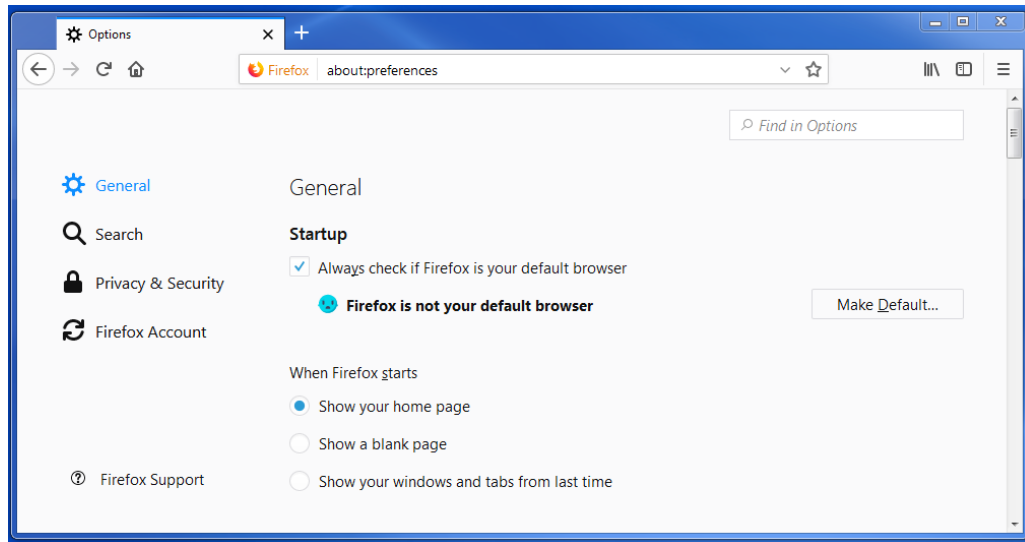 Options
Firefox about:preferences
Find in Options
General
Search
Privacy & Security
Firefox Account
Firefox Support
General
Startup
Always check if Firefox is your default browser
Firefox is not your default browser
Make Default...
When Firefox starts
Show your home page
Show a blank page
Show your windows and tabs from last time